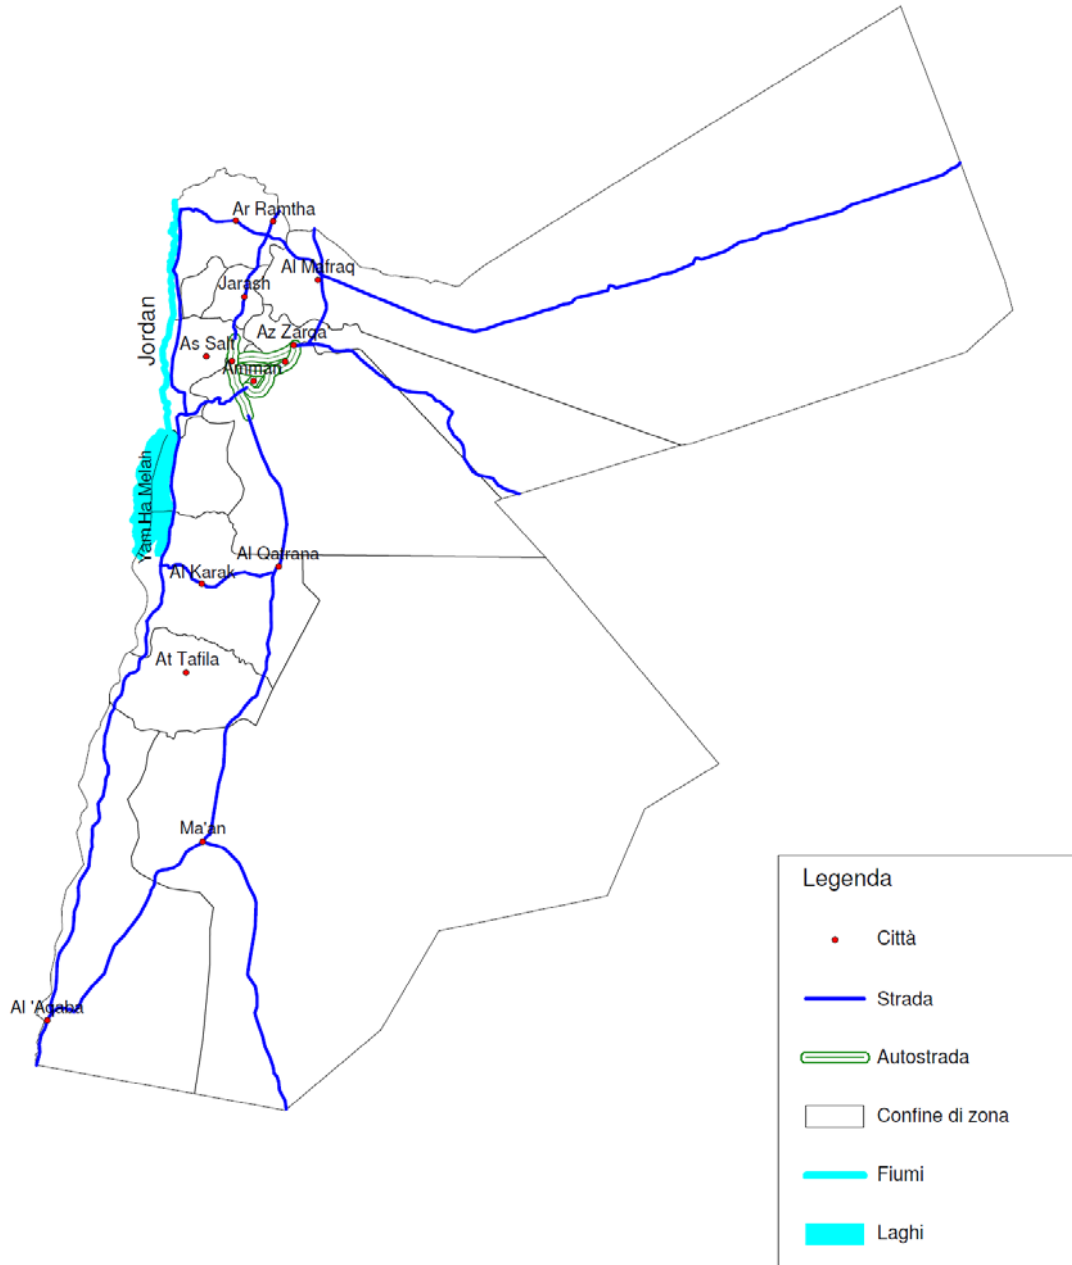 Ar Ramtha
Al Mafraq
Jarash
Jordan
Az Zarqa
As Salt
Amman
Yam Ha Melah
Al Qatrana
Al Karak
At Tafila
Ma'an
Al 'Aqaba
Legenda
Città
Strada
Autostrada
Confine di zona
Fiumi
Laghi